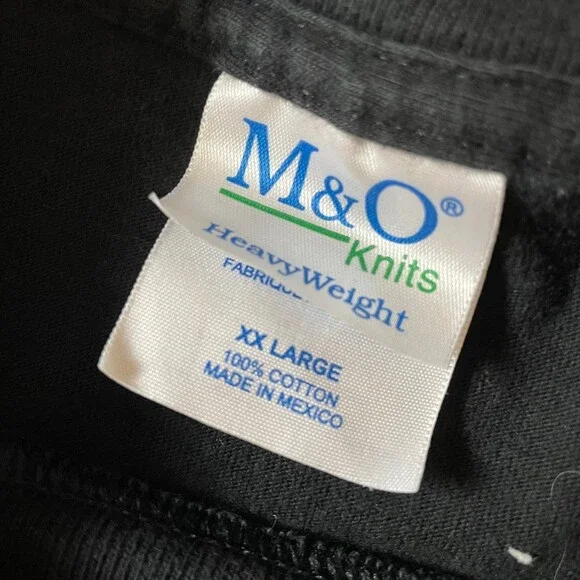 M&O®
Knits
HeavyWeight
XX LARGE
100% COTTON
MADE IN MEXICO